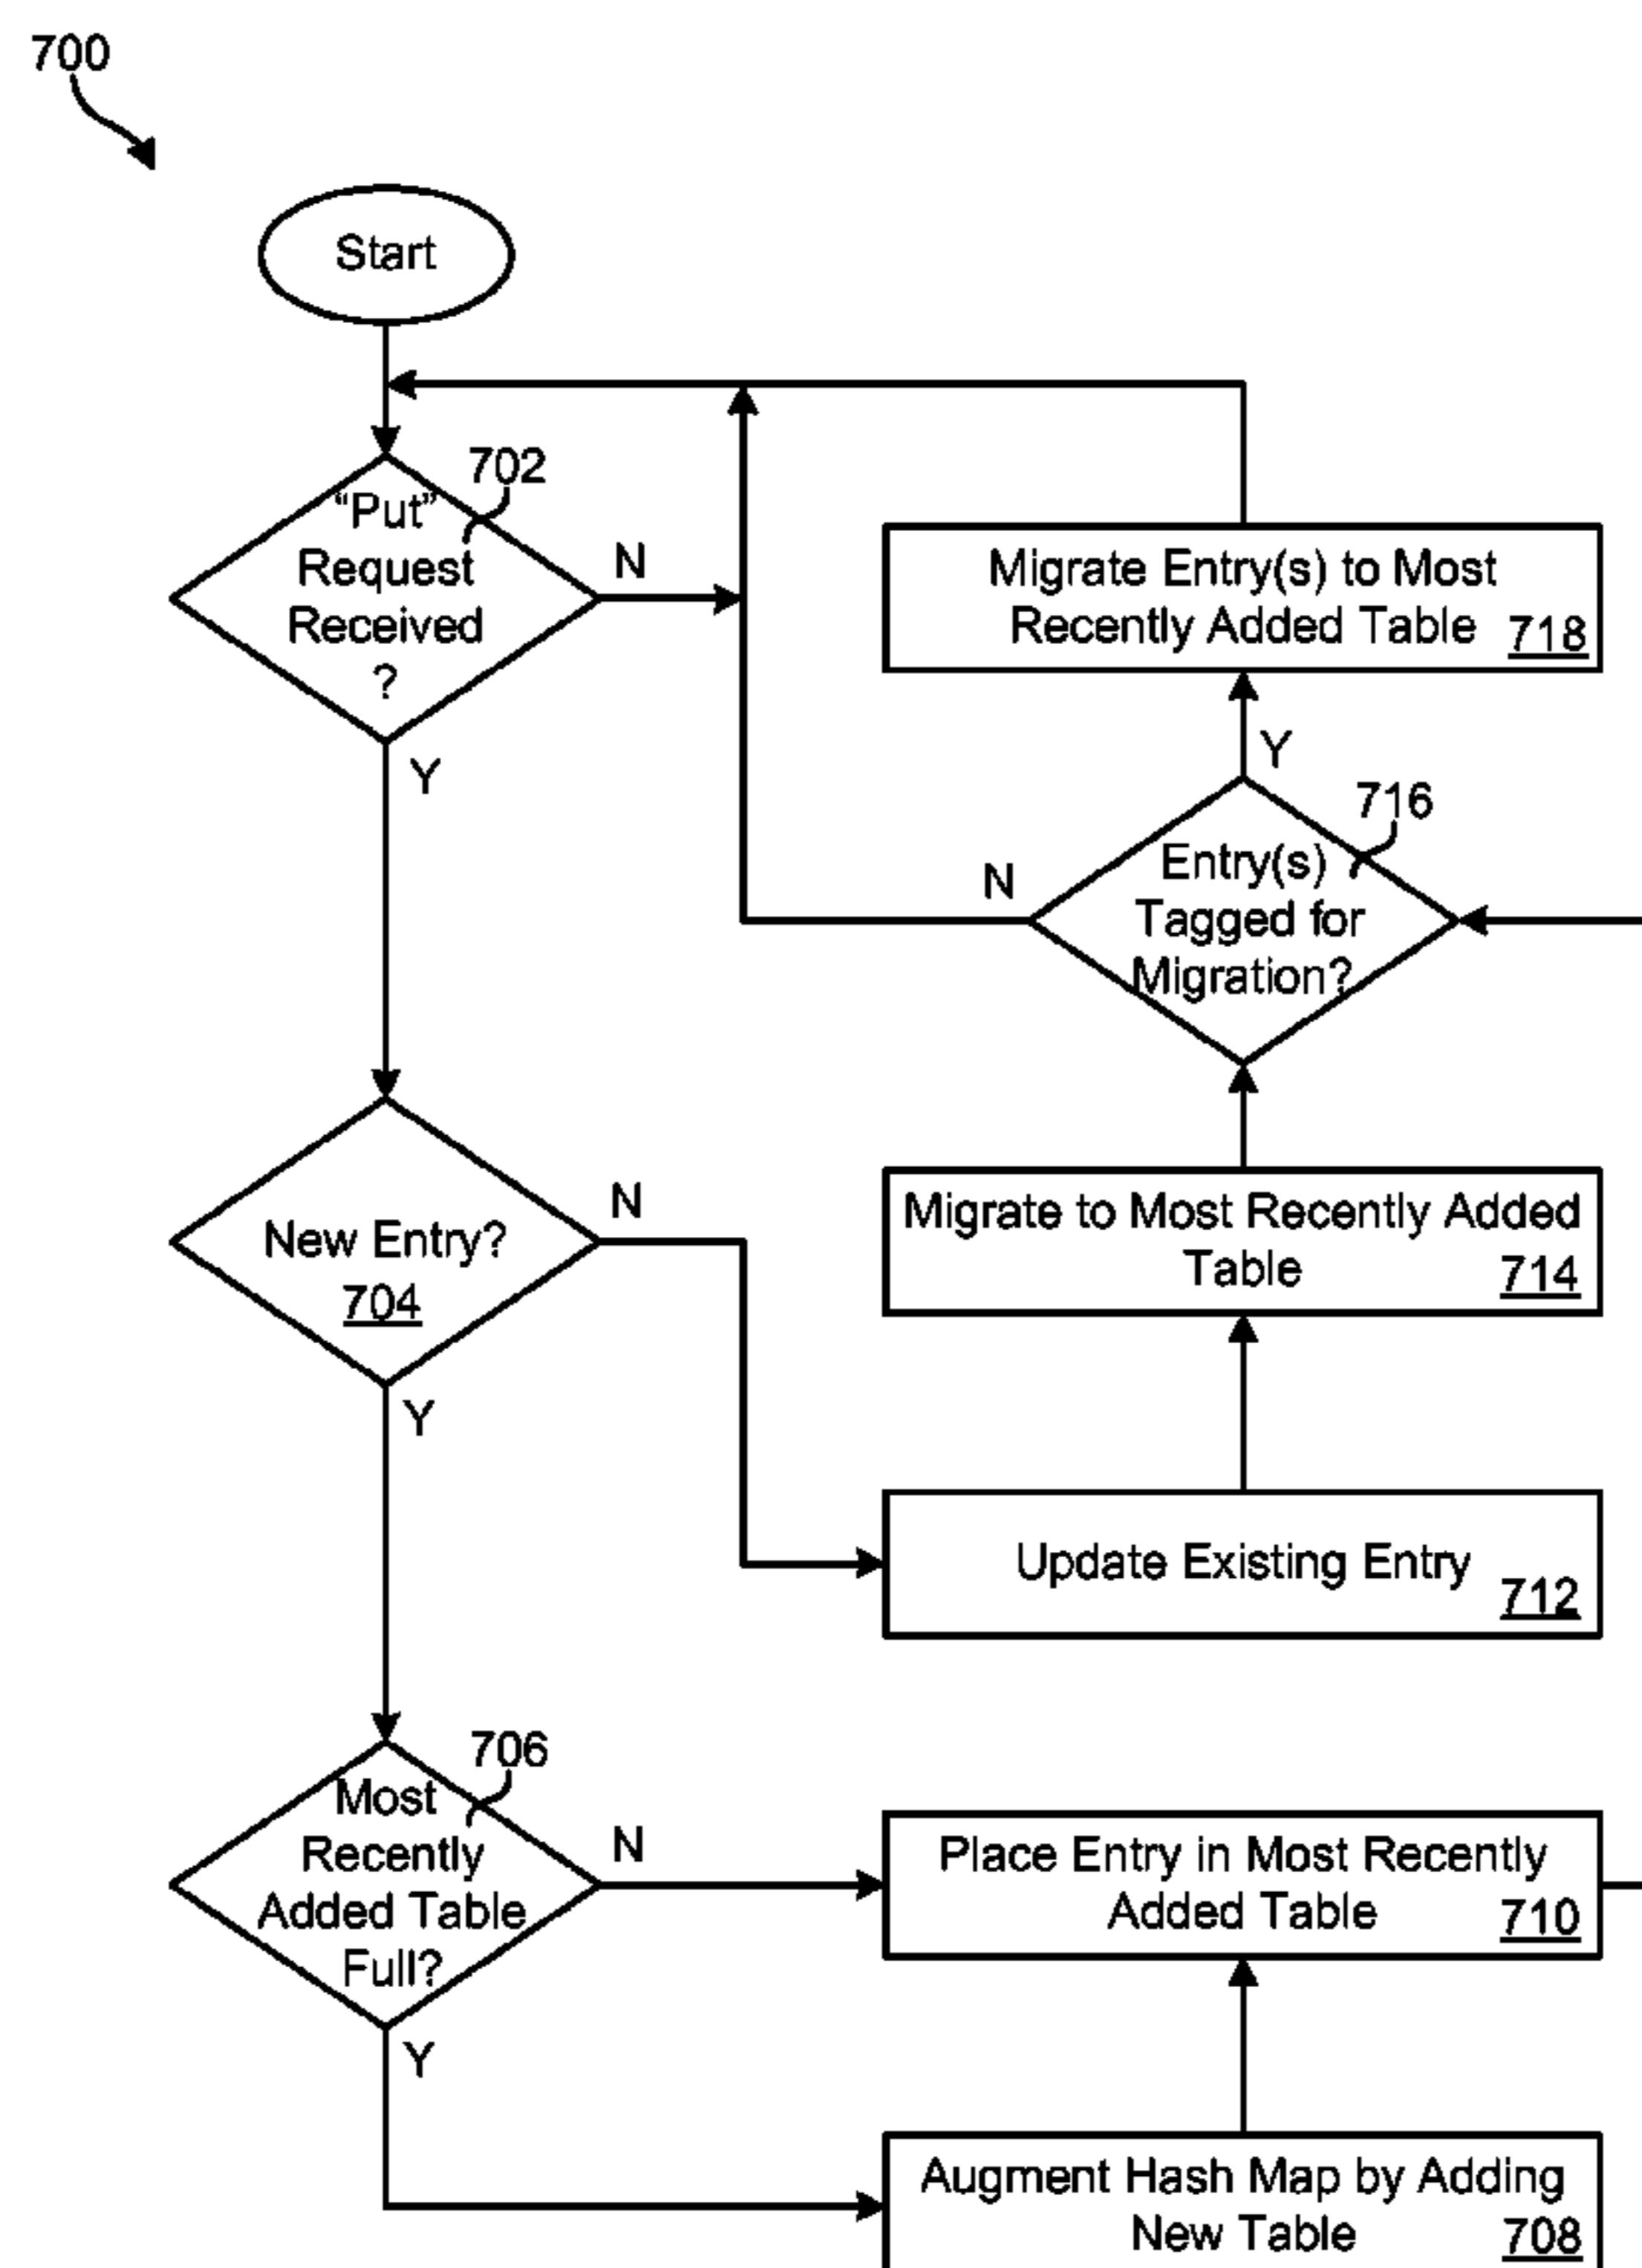 700
Start
702
“Put”
Request
Received
?
N
Y
Migrate Entry(s) to Most
Recently Added Table 718
Y
716
Entry(s)
Tagged for
Migration?
N
New Entry?
704
N
Y
Migrate to Most Recently Added
Table 714
Update Existing Entry
712
706
Most
Recently
Added Table
Full?
N
Y
Place Entry in Most Recently
Added Table 710
Augment Hash Map by Adding
New Table 708